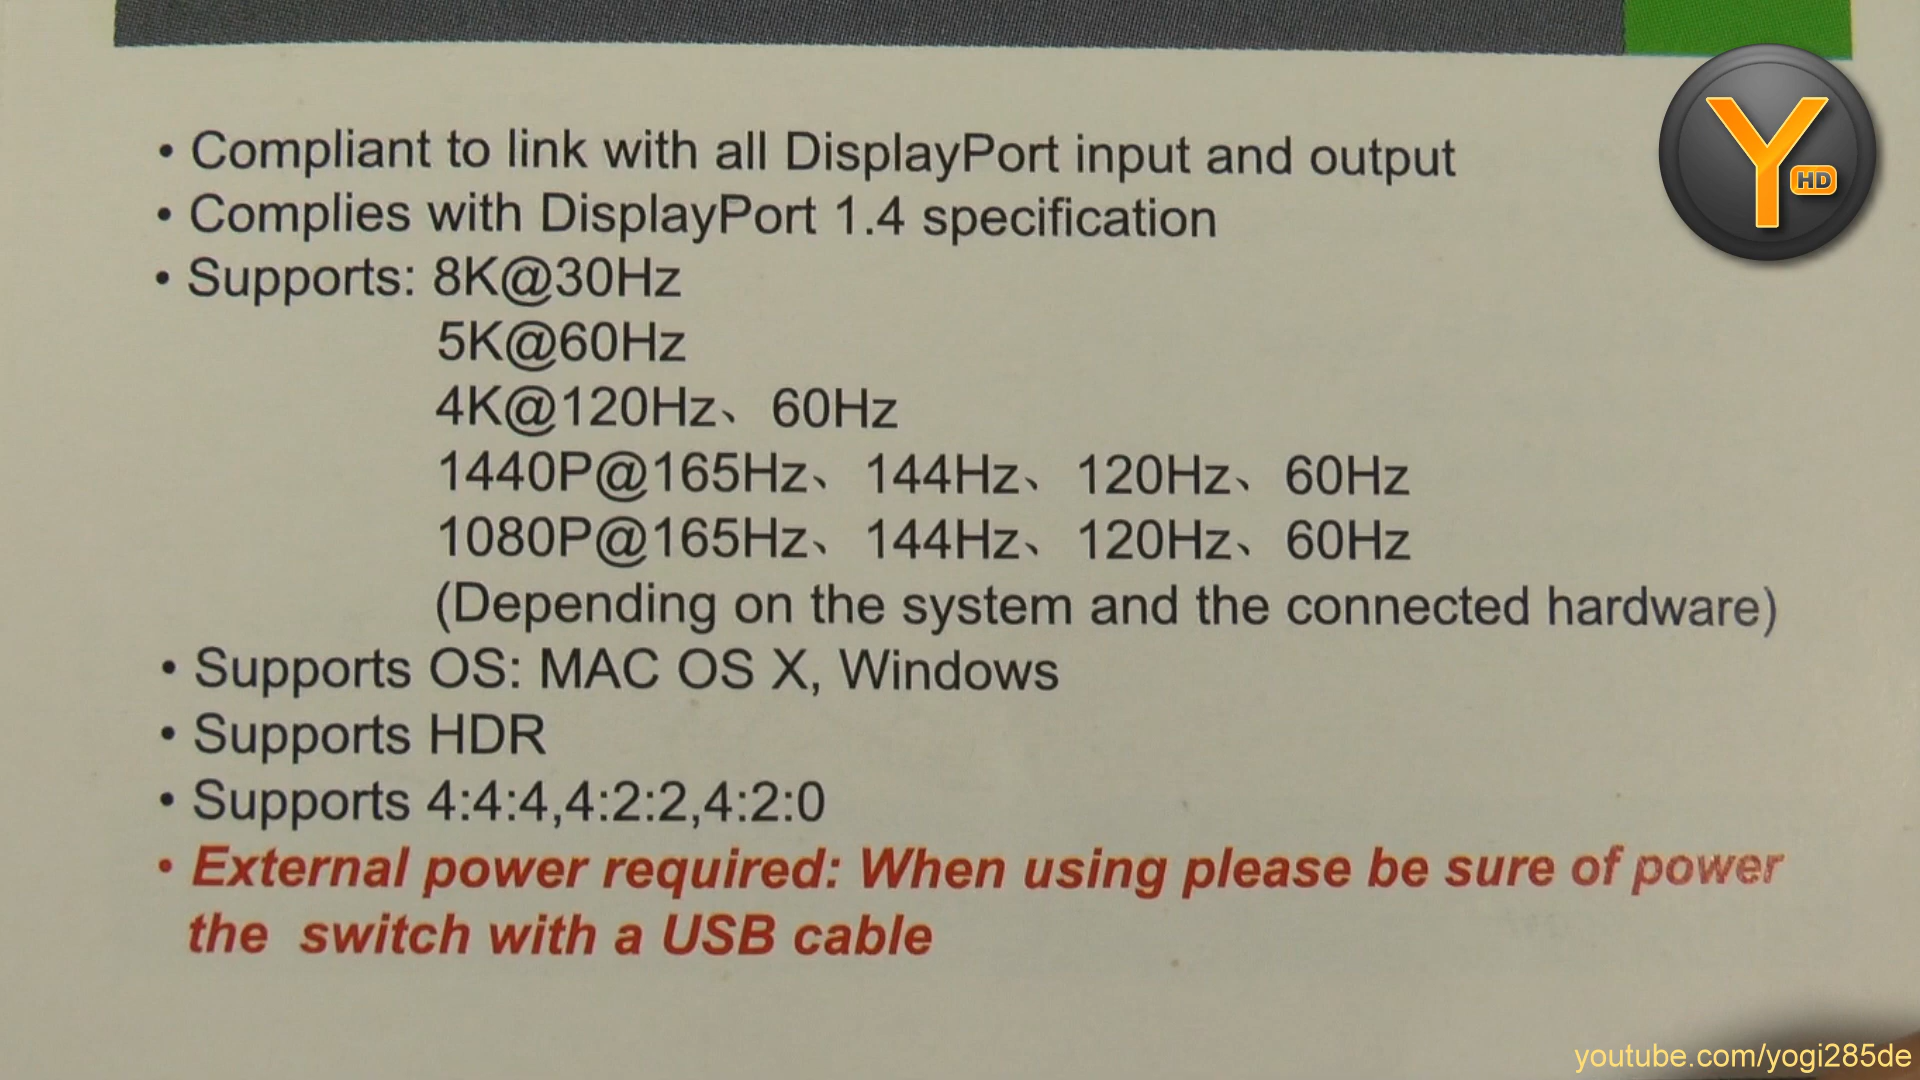 • Compliant to link with all DisplayPort input and output
• Complies with DisplayPort 1.4 specification
• Supports: 8K@30Hz
5K@60Hz
4K@120Hz、60Hz
1440P@165Hz、144Hz、120Hz、60Hz
1080P@165Hz、144Hz、120Hz、60Hz
(Depending on the system and the connected hardware)
• Supports OS: MAC OS X, Windows
• Supports HDR
• Supports 4:4:4,4:2:2,4:2:0
• External power required: When using please be sure of power
the switch with a USB cable
Y HD
youtube.com/yogi285de